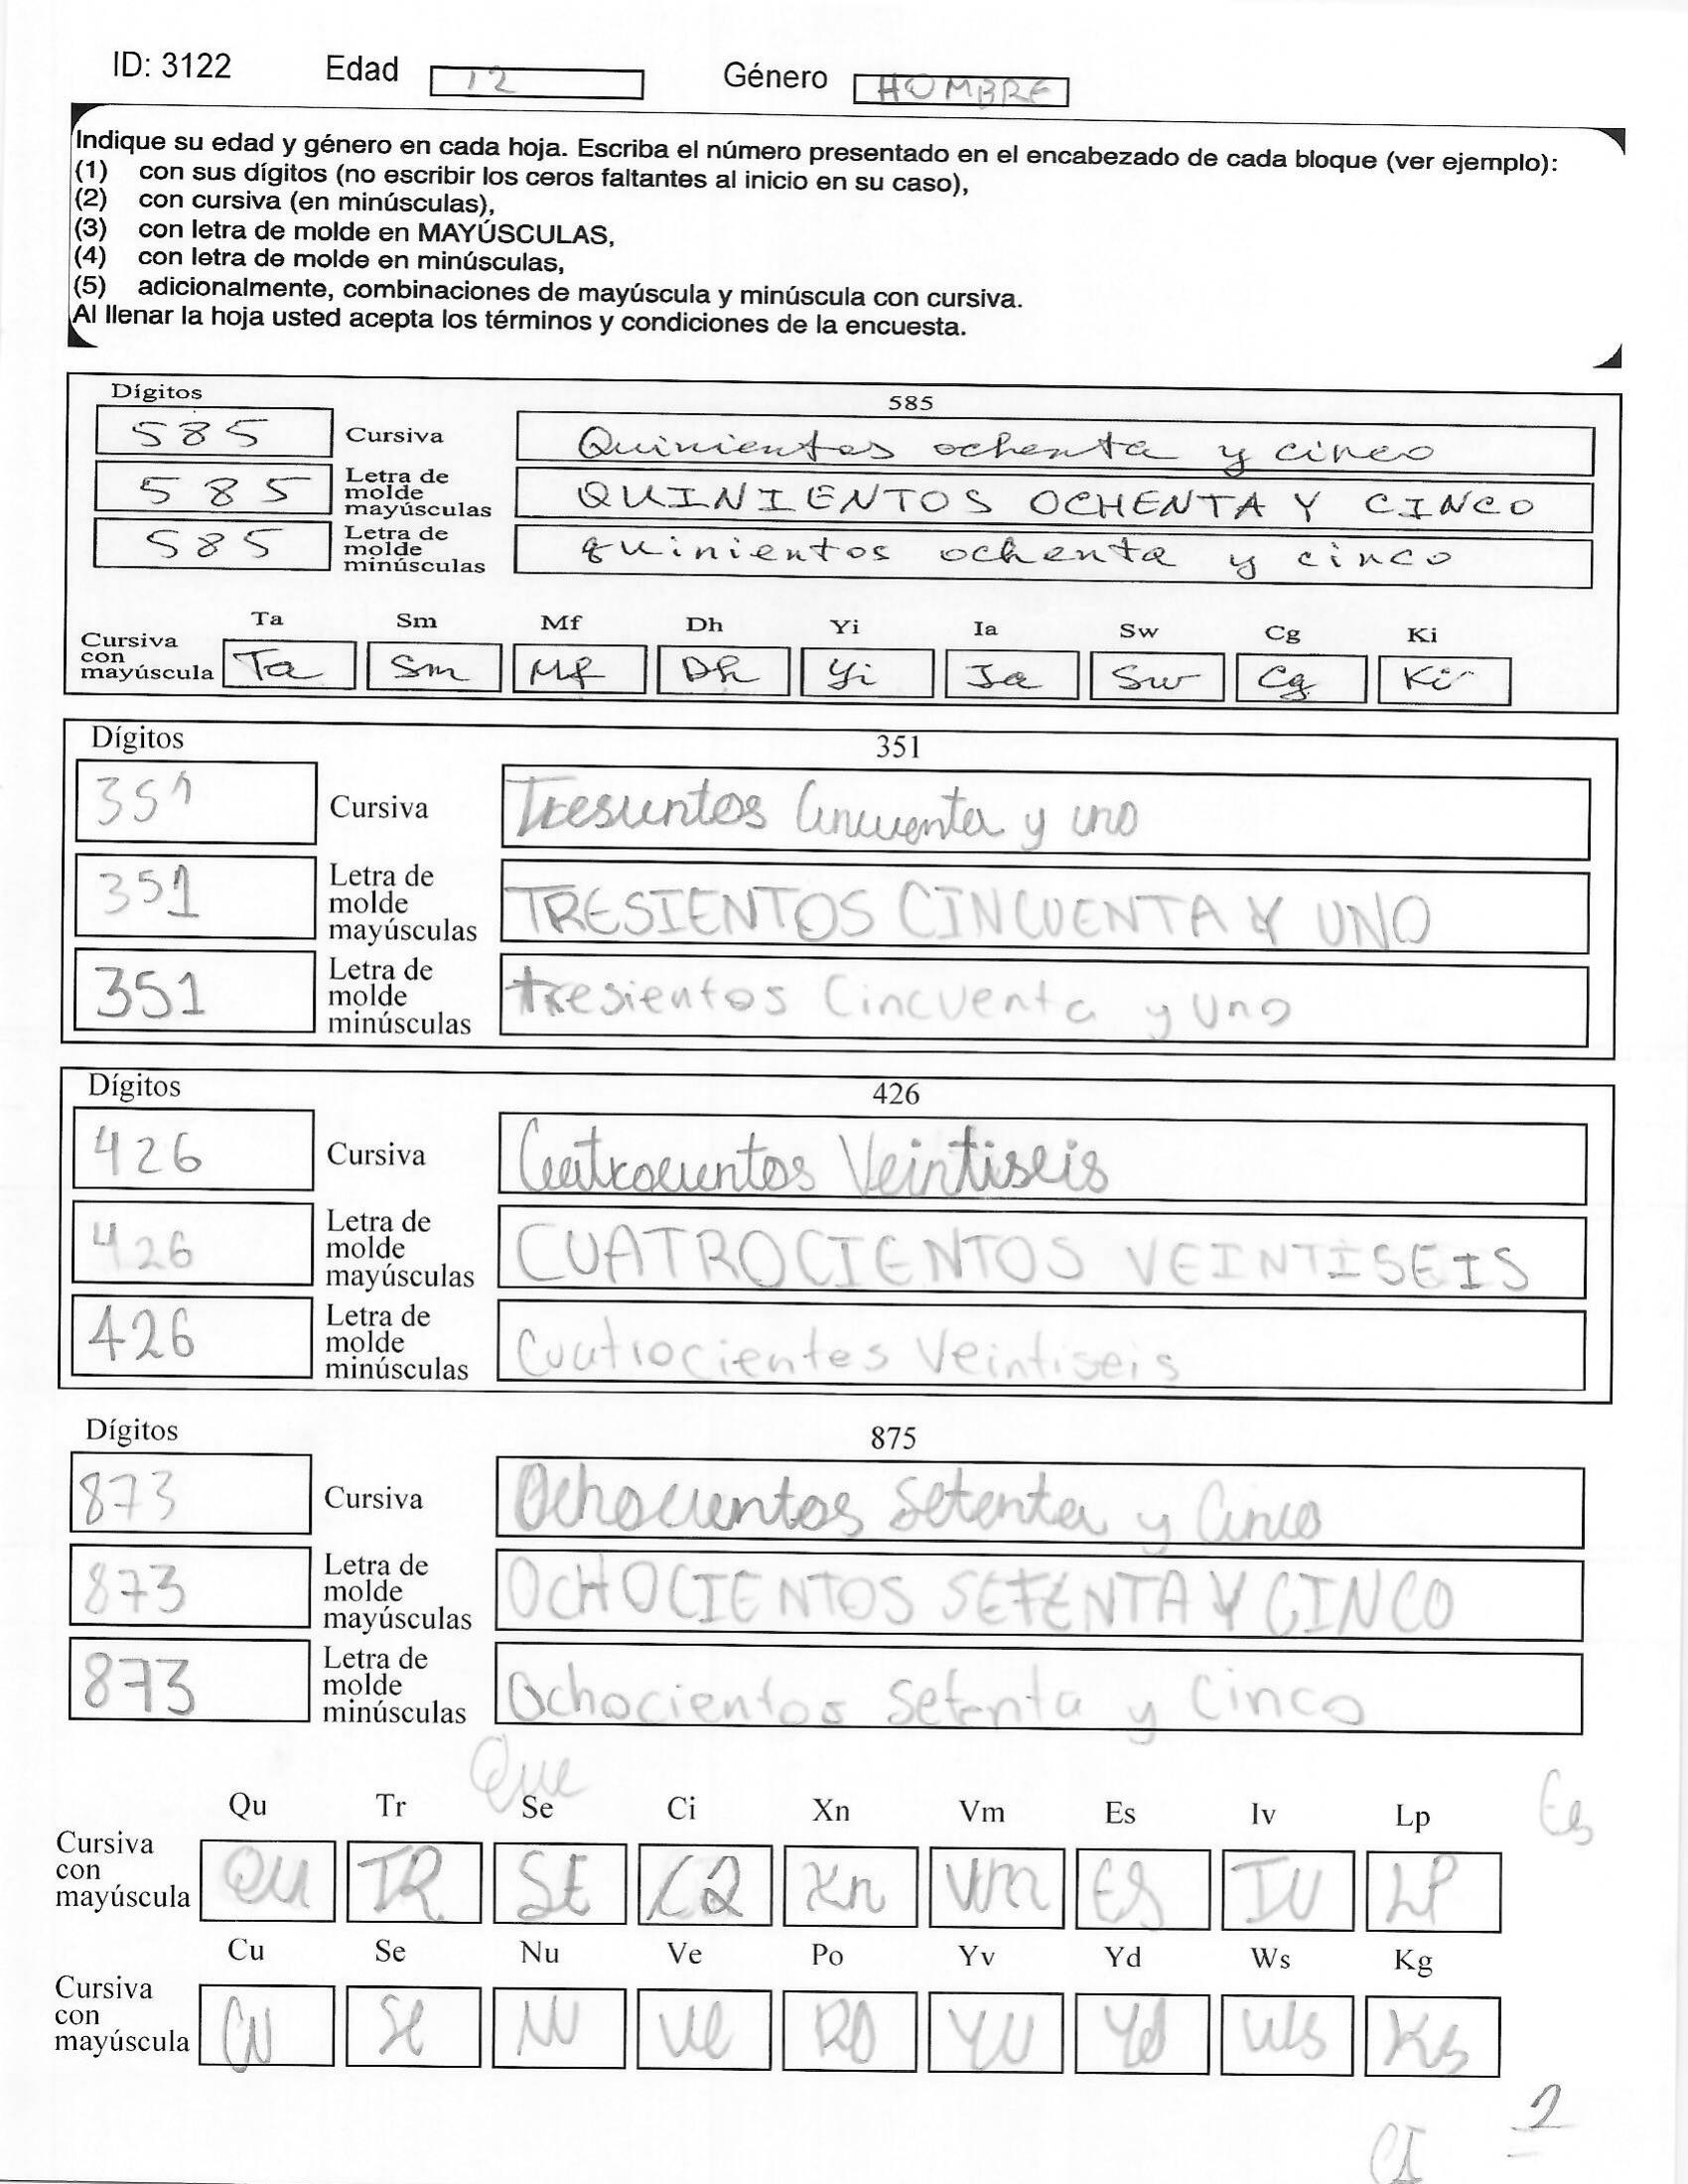 ID: 3122 Edad 12 Género HOMBRE
Indique su edad y género en cada hoja. Escriba el número presentado en el encabezado de cada bloque (ver ejemplo):
(1) con sus dígitos (no escribir los ceros faltantes al inicio en su caso),
(2) con cursiva (en minúsculas),
(3) con letra de molde en MAYÚSCULAS,
(4) con letra de molde en minúsculas,
(5) adicionalmente, combinaciones de mayúscula y minúscula con cursiva.
Al llenar la hoja usted acepta los términos y condiciones de la encuesta.
Dígitos 585
585 Cursiva Quinientos ochenta y cinco
585 Letra de molde mayúsculas QUINIENTOS OCHENTA Y CINCO
585 Letra de molde minúsculas quinientos ochenta y cinco
Ta Sm Mf Dh Yi Ia Sw Cg Ki
Cursiva con mayúscula Ta Sm Mf Dh Yi Ia Sw Cg Ki
Dígitos 351
351 Cursiva Trescientos Cincuenta y uno
351 Letra de molde mayúsculas TRESIENTOS CINCUENTA Y UNO
351 Letra de molde minúsculas tresientos Cincuenta y uno
Dígitos 426
426 Cursiva Cuatrocientos Veintiseis
426 Letra de molde mayúsculas CUATROCIENTOS VEINTISEIS
426 Letra de molde minúsculas Cuatrocientes Veintiseis
Dígitos 875
873 Cursiva Ochocientos Setenta y Cinco
873 Letra de molde mayúsculas OCHOCIENTOS SETENTA Y CINCO
873 Letra de molde minúsculas Ochocientos Setenta y Cinco
Que
Es
Qu Tr Se Ci Xn Vm Es Iv Lp
Cursiva con mayúscula QU TR SE Xn Vm ES IV LP
Cu Se Nu Ve Po Yv Yd Ws Kg
Cursiva con mayúscula CU Se NU Ve PO YV Yd Ws Kg
2
CI